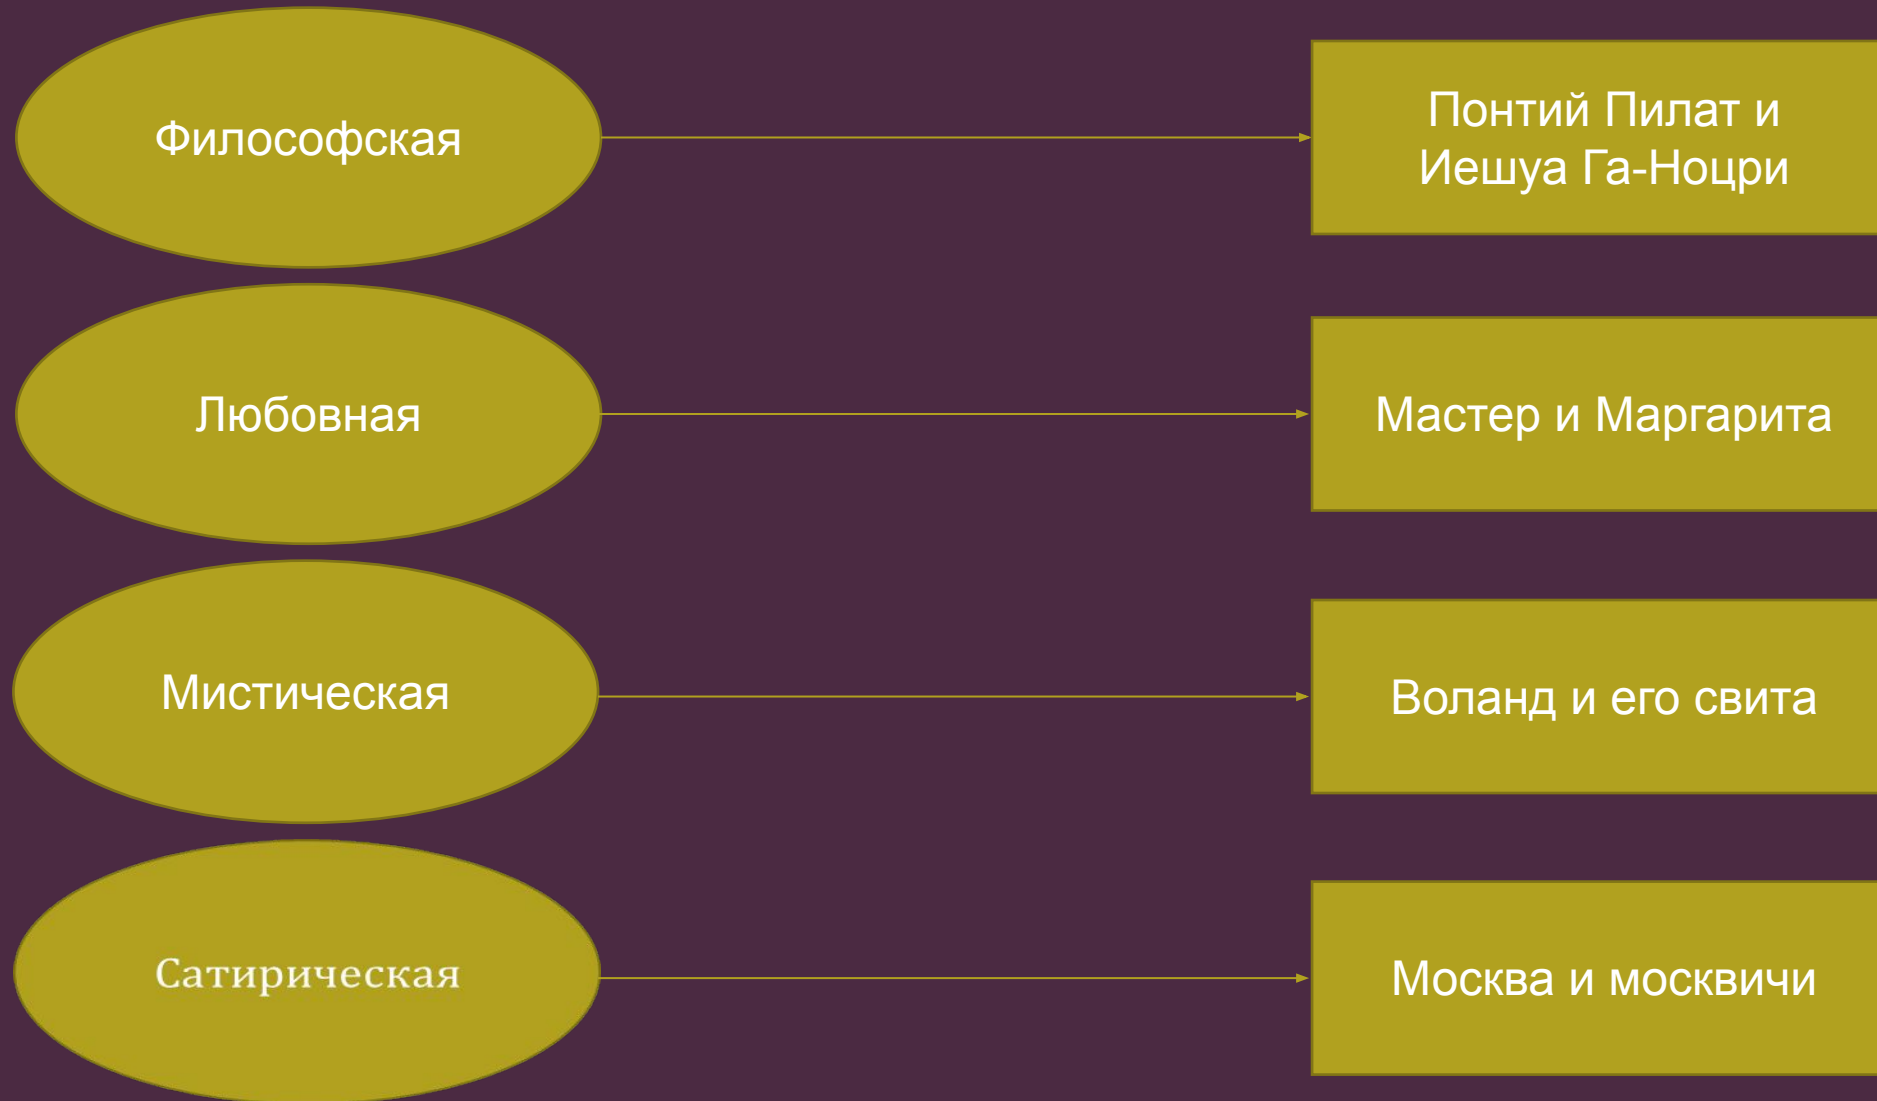 Философская
Понтий Пилат и
Иешуа Га-Ноцри
Любовная
Мастер и Маргарита
Мистическая
Воланд и его свита
Сатирическая
Москва и москвичи